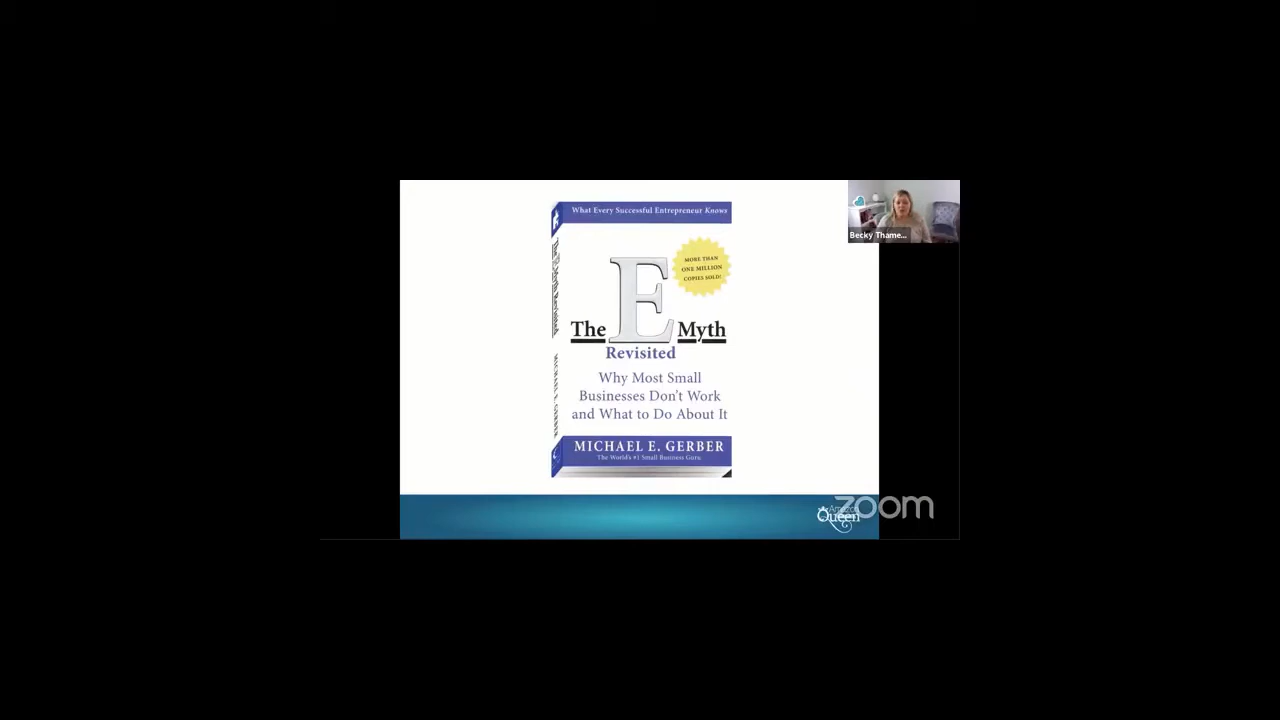 What Every Successful Entrepreneur Knows
MORE THAN
ONE MILLION
COPIES SOLD!
The E Myth
Revisited
Why Most Small
Businesses Don't Work
and What to Do About It
MICHAEL E. GERBER
The World's #1 Small Business Guru
Becky Thame...
zoom
Amazon
Queen